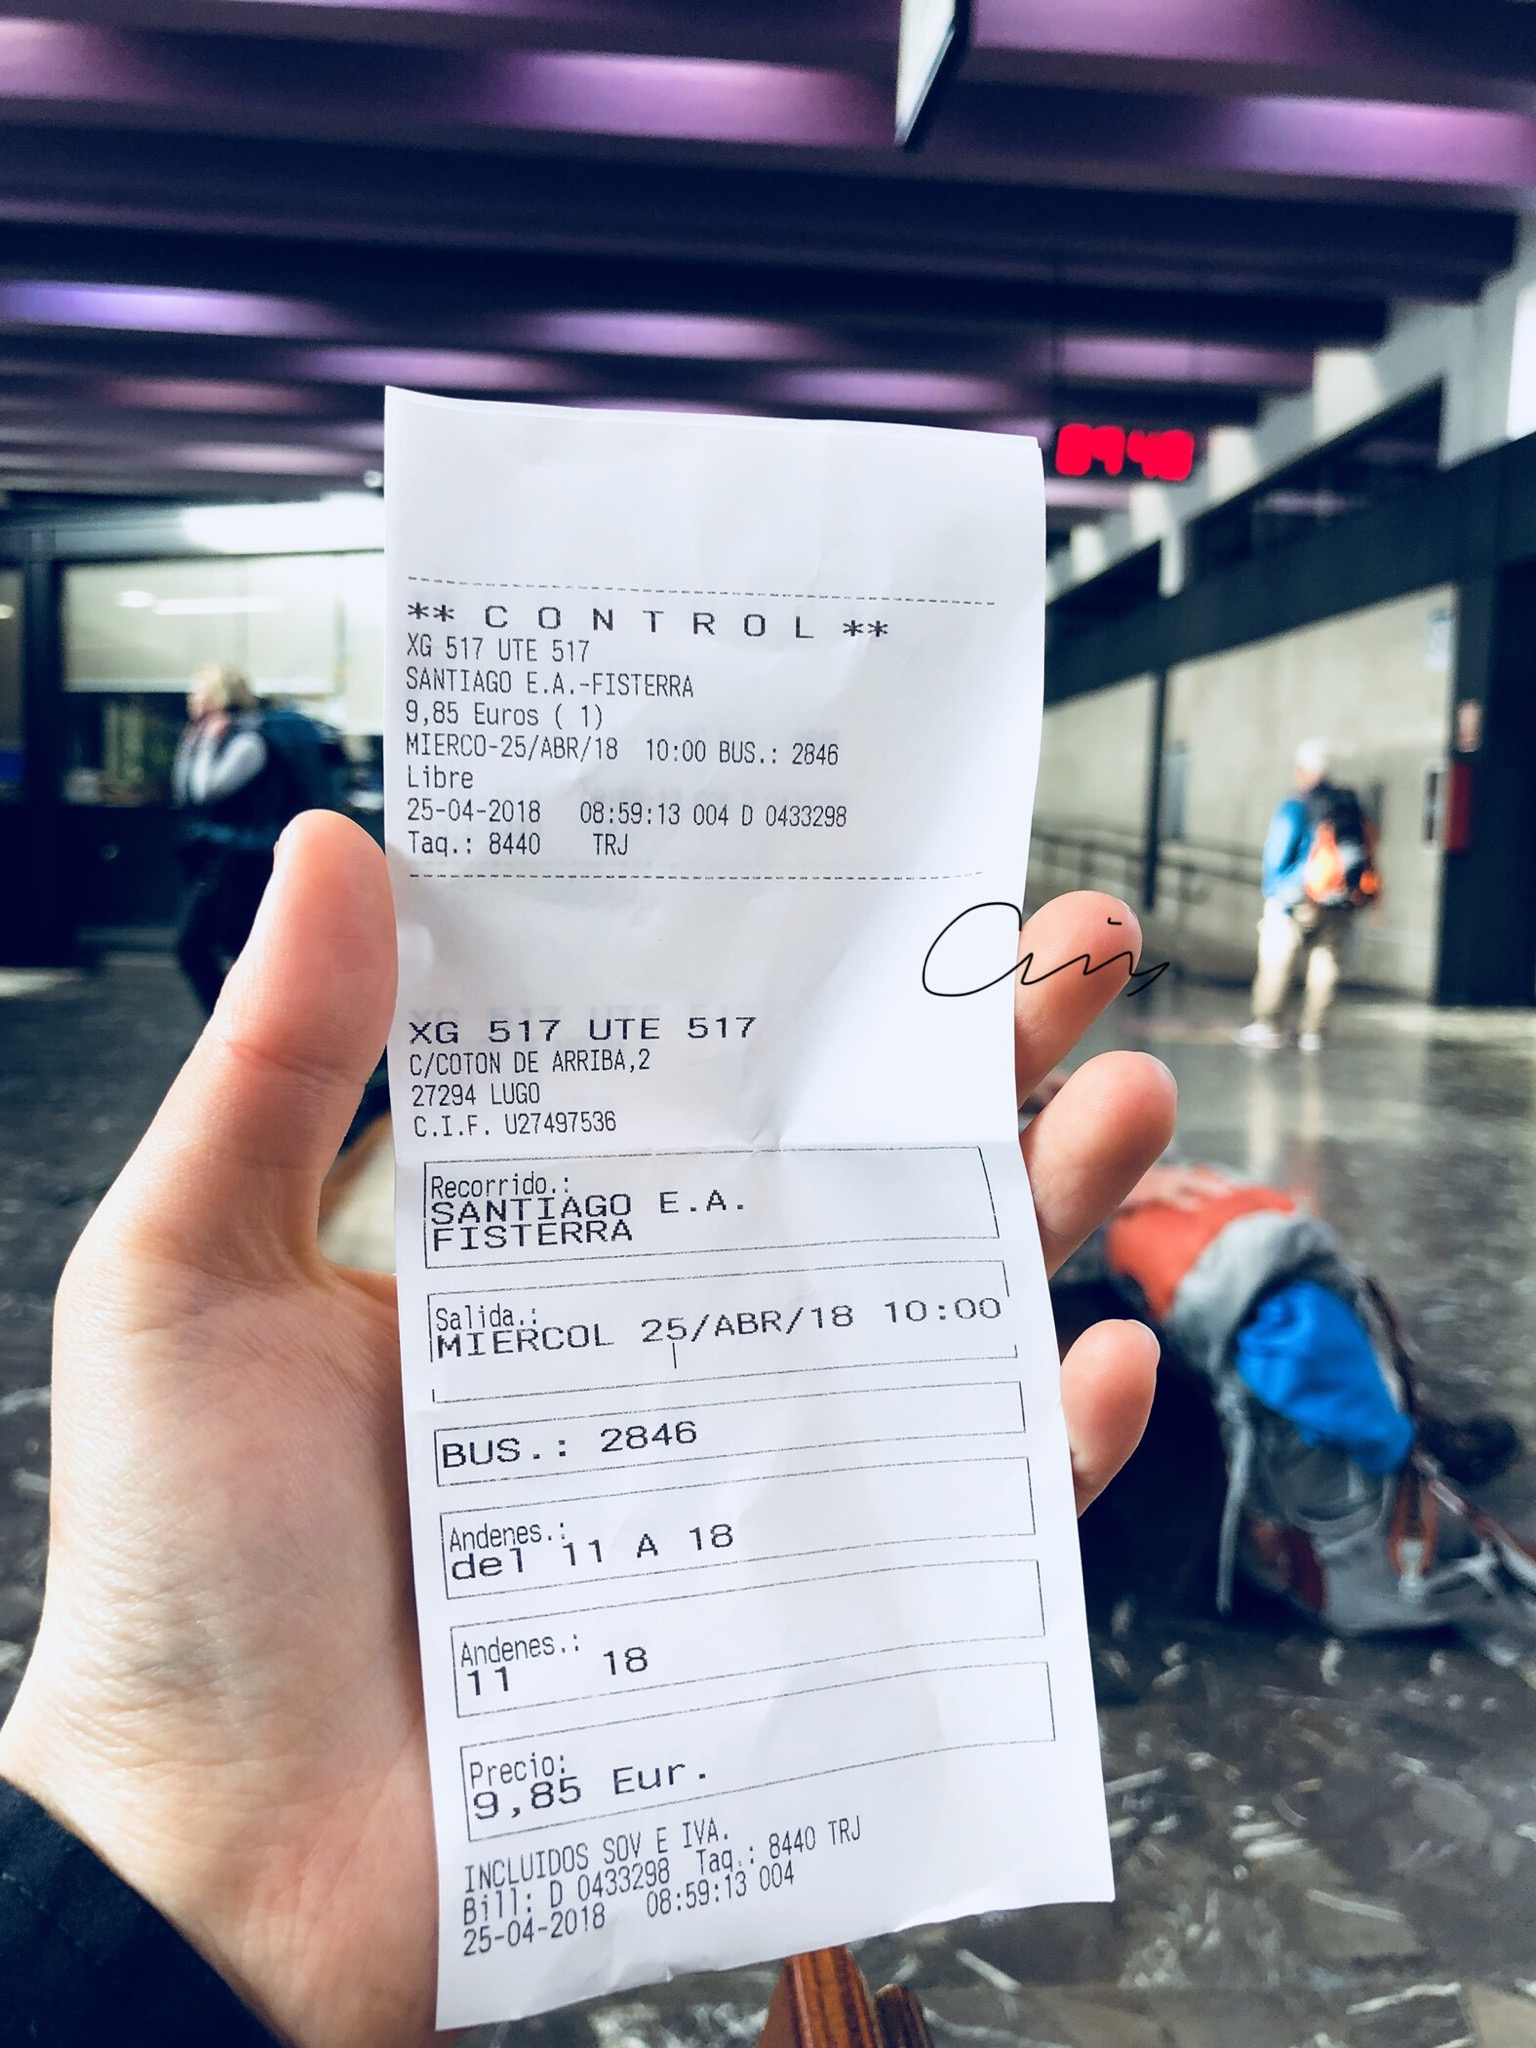 ** C O N T R O L **
XG 517 UTE 517
SANTIAGO E.A.-FISTERRA
9,85 Euros ( 1)
MIERCO-25/ABR/18 10:00 BUS.: 2846
Libre
25-04-2018 08:59:13 004 D 0433298
Taq.: 8440 TRJ
XG 517 UTE 517
C/COTON DE ARRIBA,2
27294 LUGO
C.I.F. U27497536
Recorrido.:
SANTIAGO E.A.
FISTERRA
Salida.:
MIERCOL 25/ABR/18 10:00
BUS.: 2846
Andenes.:
del 11 A 18
Andenes.:
11 18
Precio:
9,85 Eur.
INCLUIDOS SOV E IVA.
Bill: D 0433298 Taq.: 8440 TRJ
25-04-2018 08:59:13 004